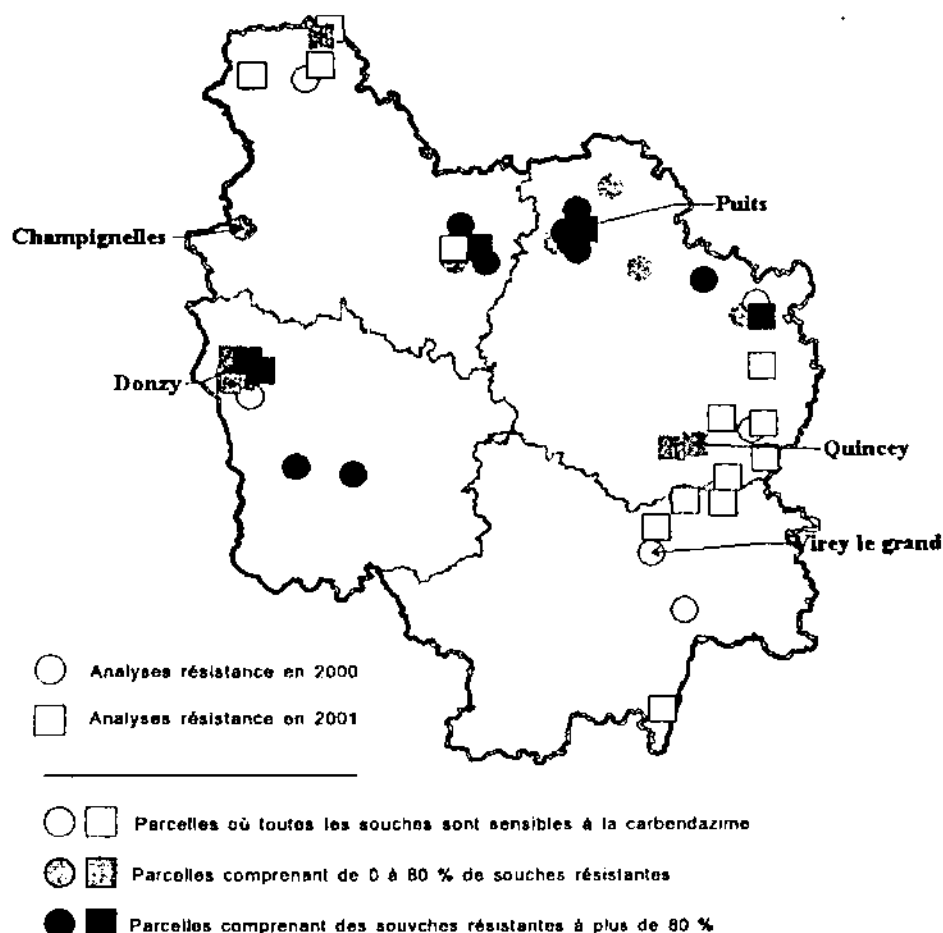 Puits
Champignelles
Donzy
Quincey
Virey le grand
Analyses résistance en 2000
Analyses résistance en 2001
Parcelles où toutes les souches sont sensibles à la carbendazime
Parcelles comprenant de 0 à 80 % de souches résistantes
Parcelles comprenant des souvches résistantes à plus de 80 %